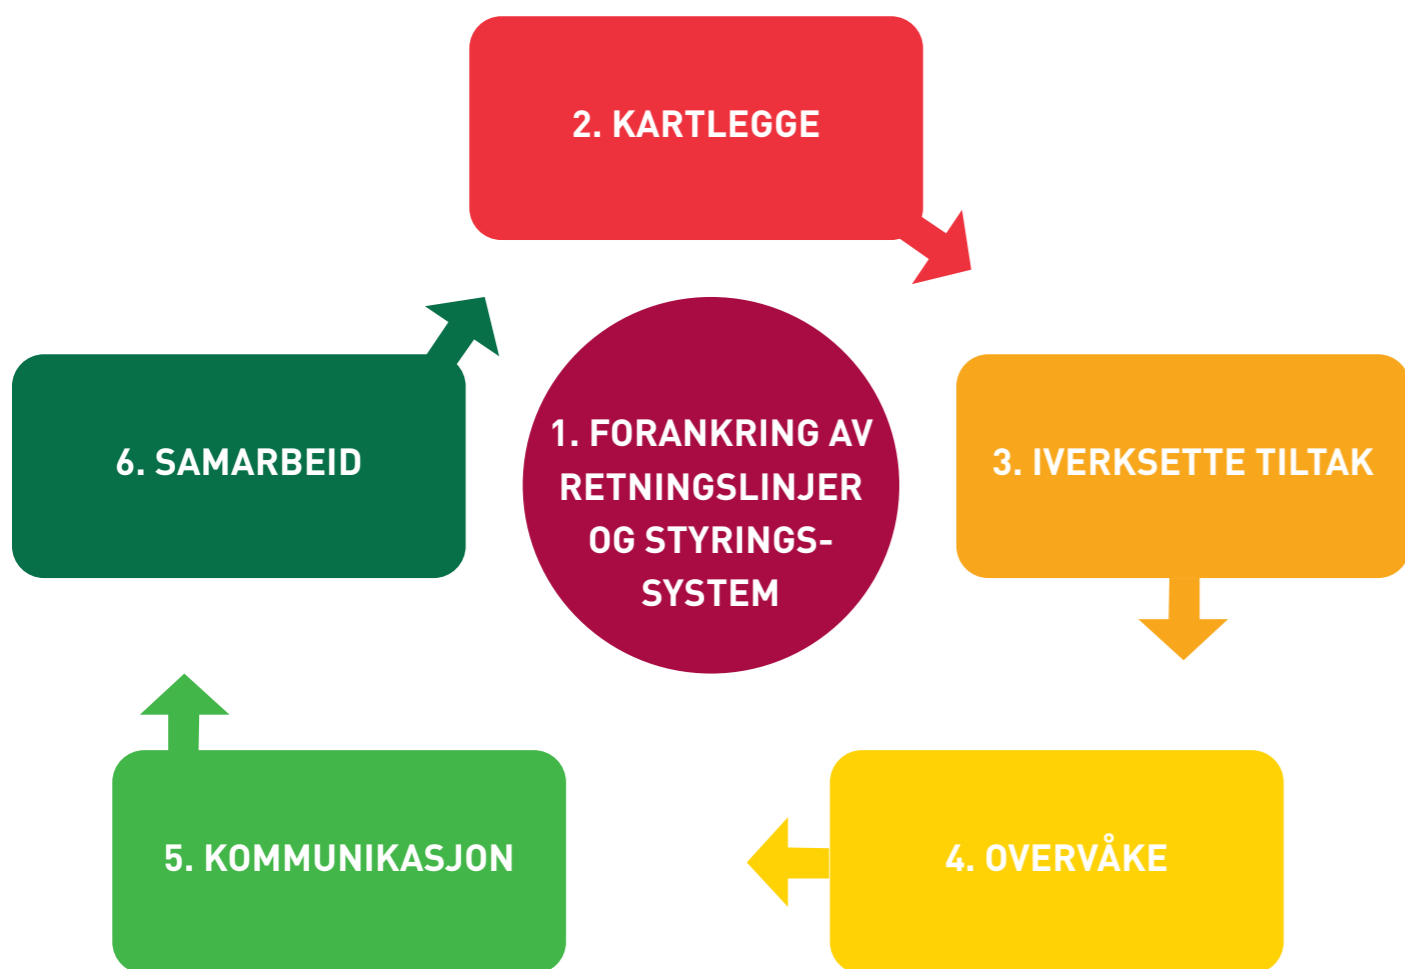 2. KARTLEGGE
1. FORANKRING AV
RETNINGSLINJER
OG STYRINGS-
SYSTEM
3. IVERKSETTE TILTAK
4. OVERVÅKE
5. KOMMUNIKASJON
6. SAMARBEID